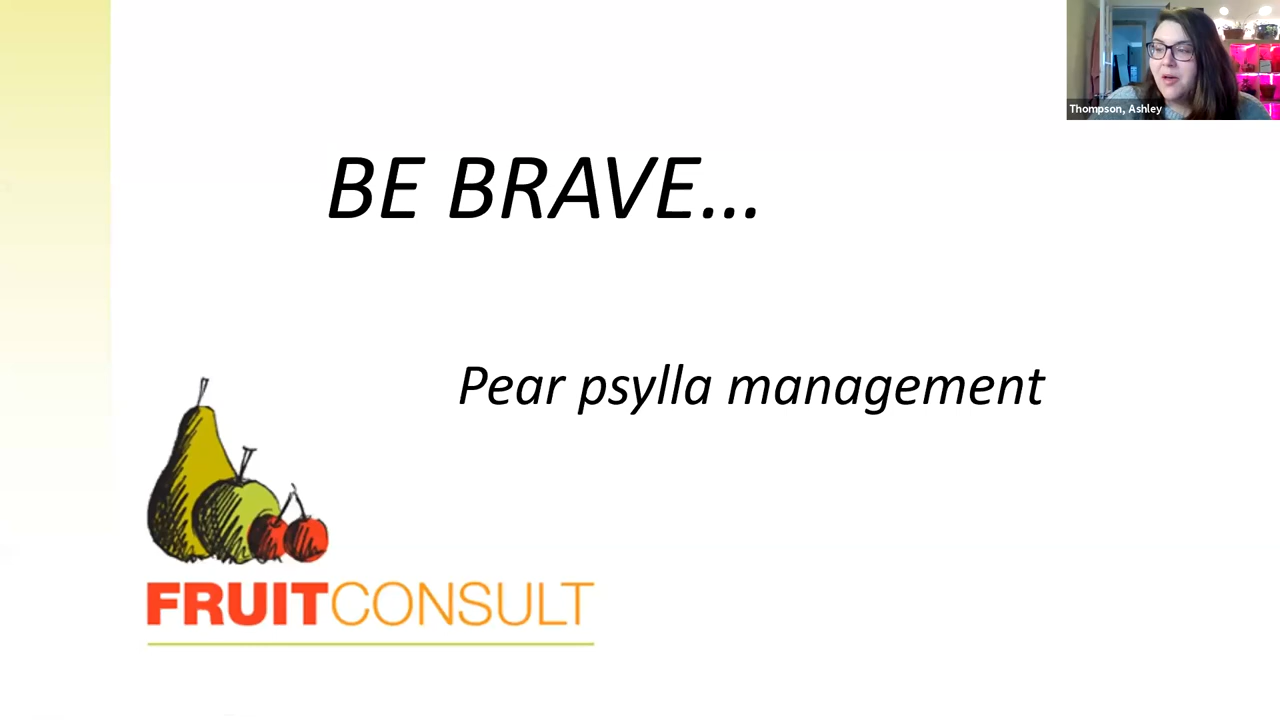 Thompson, Ashley
BE BRAVE…
Pear psylla management
FRUITCONSULT